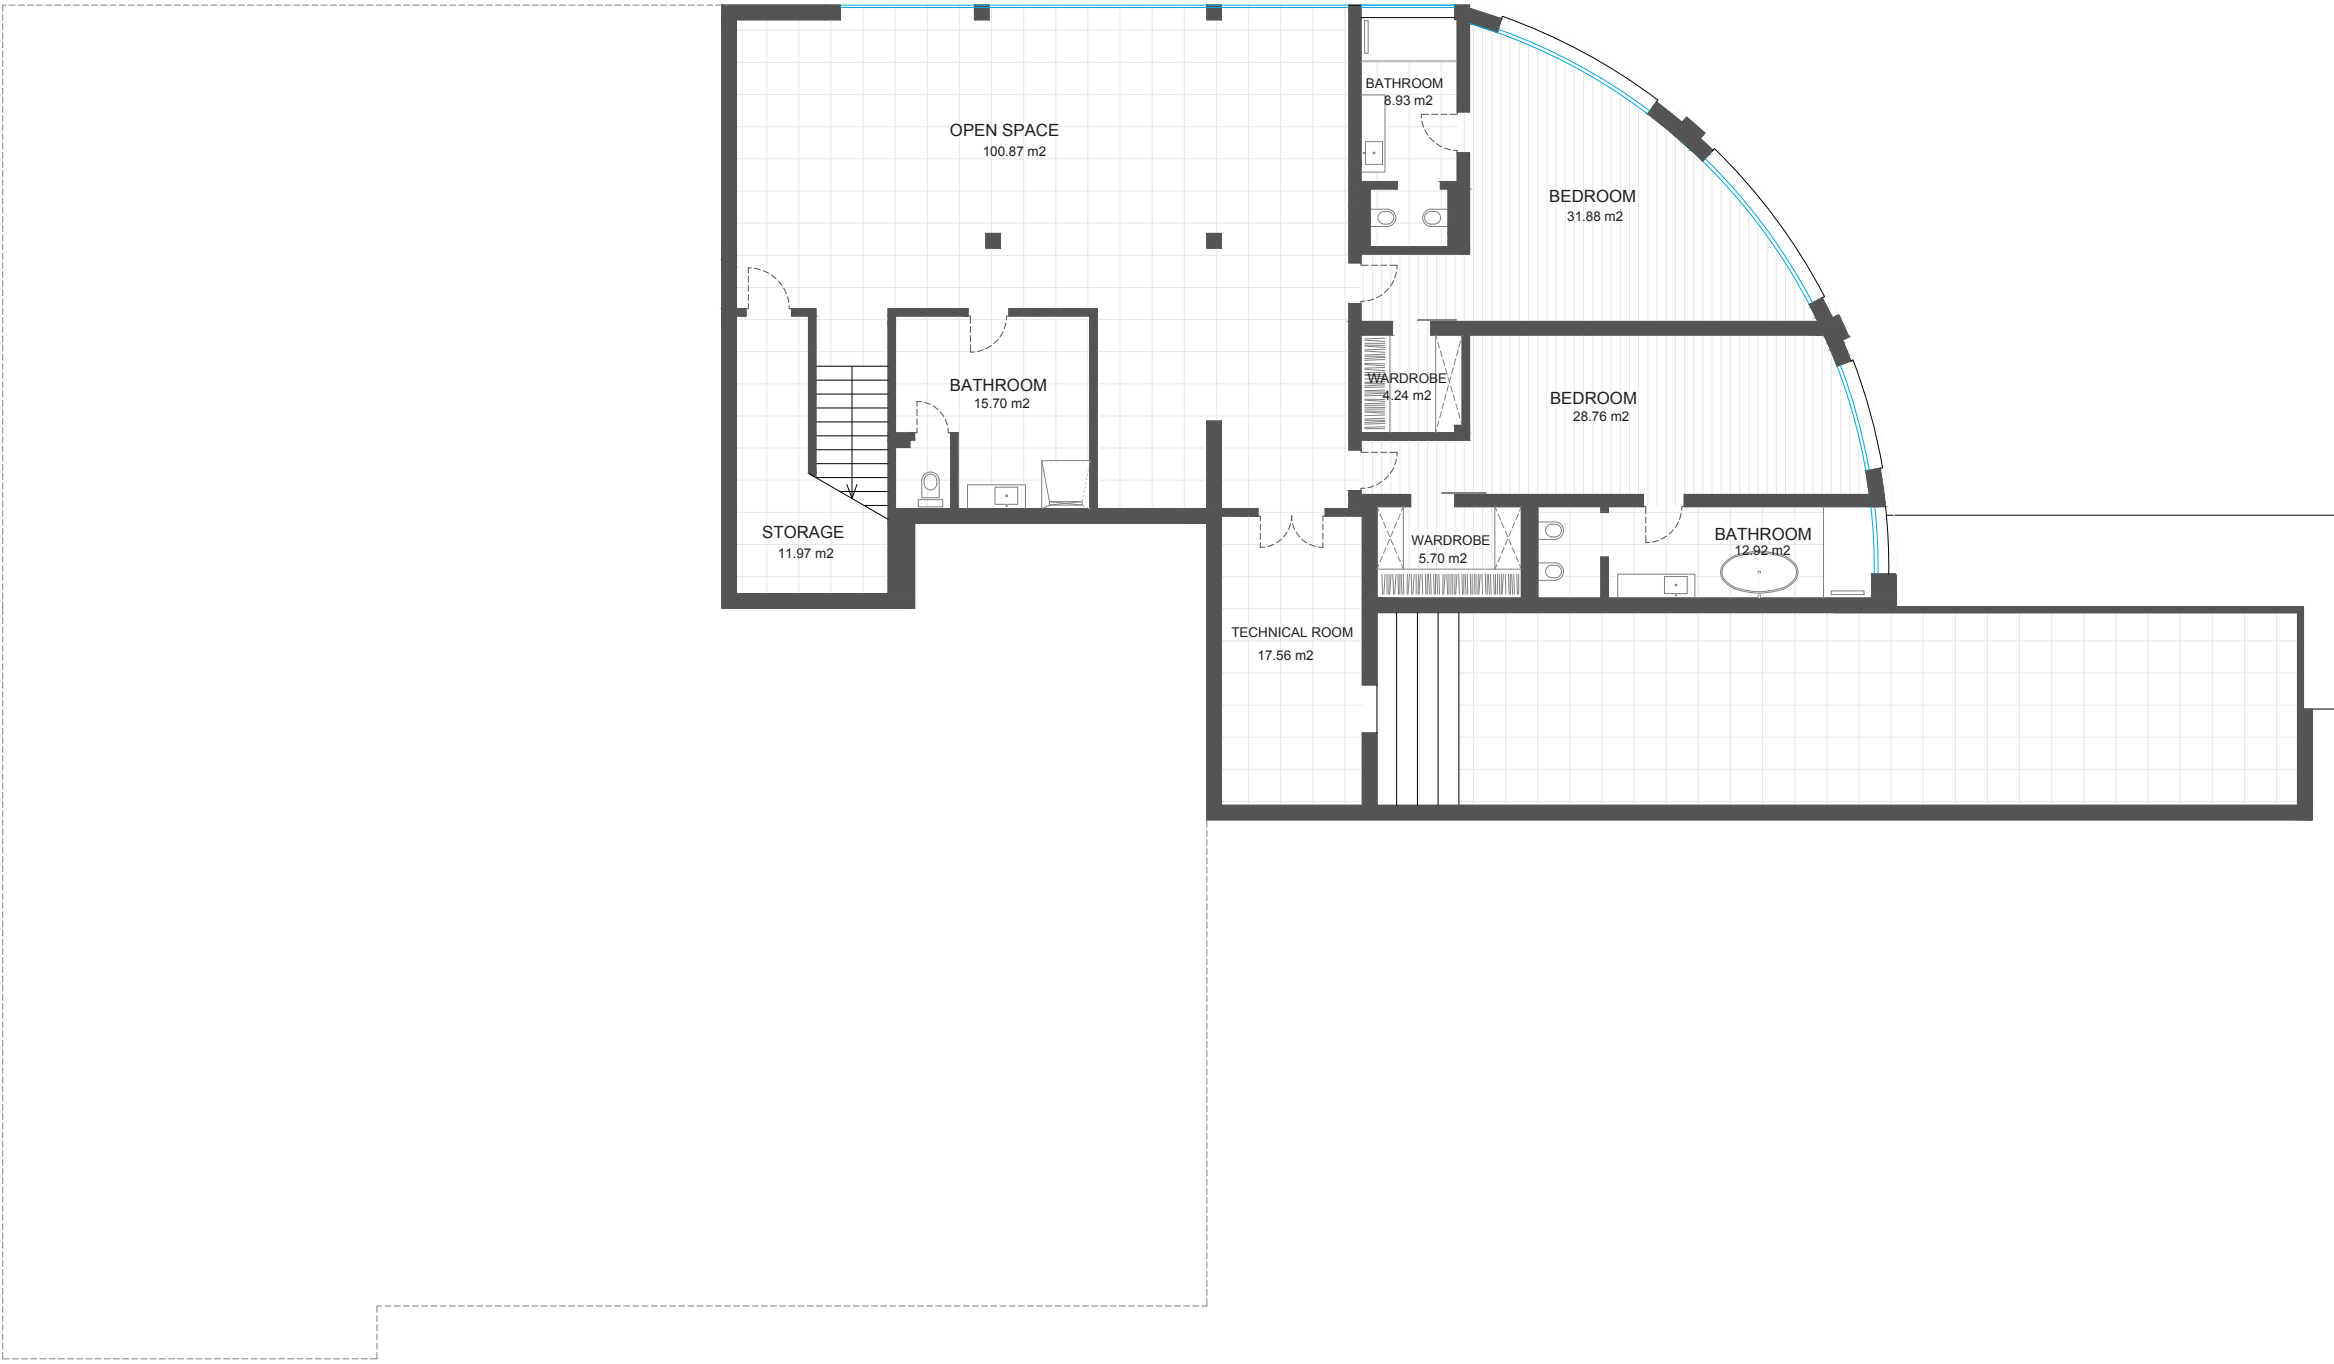 BATHROOM
8.93 m2
OPEN SPACE
100.87 m2
BEDROOM
31.88 m2
BATHROOM
15.70 m2
WARDROBE
4.24 m2
BEDROOM
28.76 m2
STORAGE
11.97 m2
WARDROBE
5.70 m2
BATHROOM
12.92 m2
TECHNICAL ROOM
17.56 m2